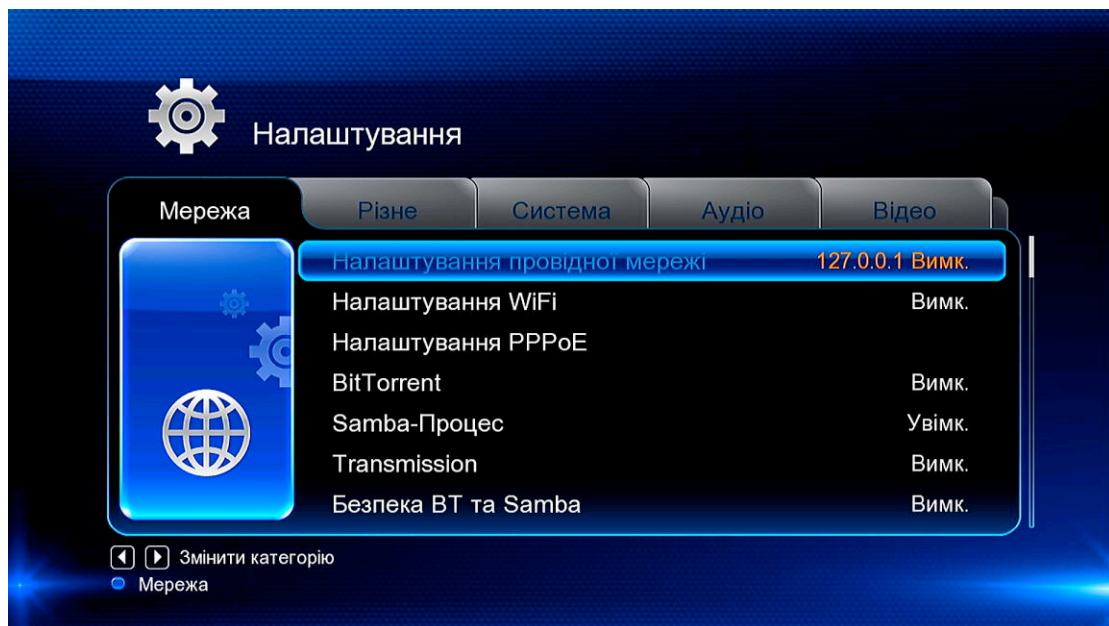 Налаштування
Мережа Різне Система Аудіо Відео
Налаштування провідної мережі 127.0.0.1 Вимк.
Налаштування WiFi Вимк.
Налаштування PPPoE
BitTorrent Вимк.
Samba-Процес Увімк.
Transmission Вимк.
Безпека BT та Samba Вимк.
Змінити категорію
Мережа